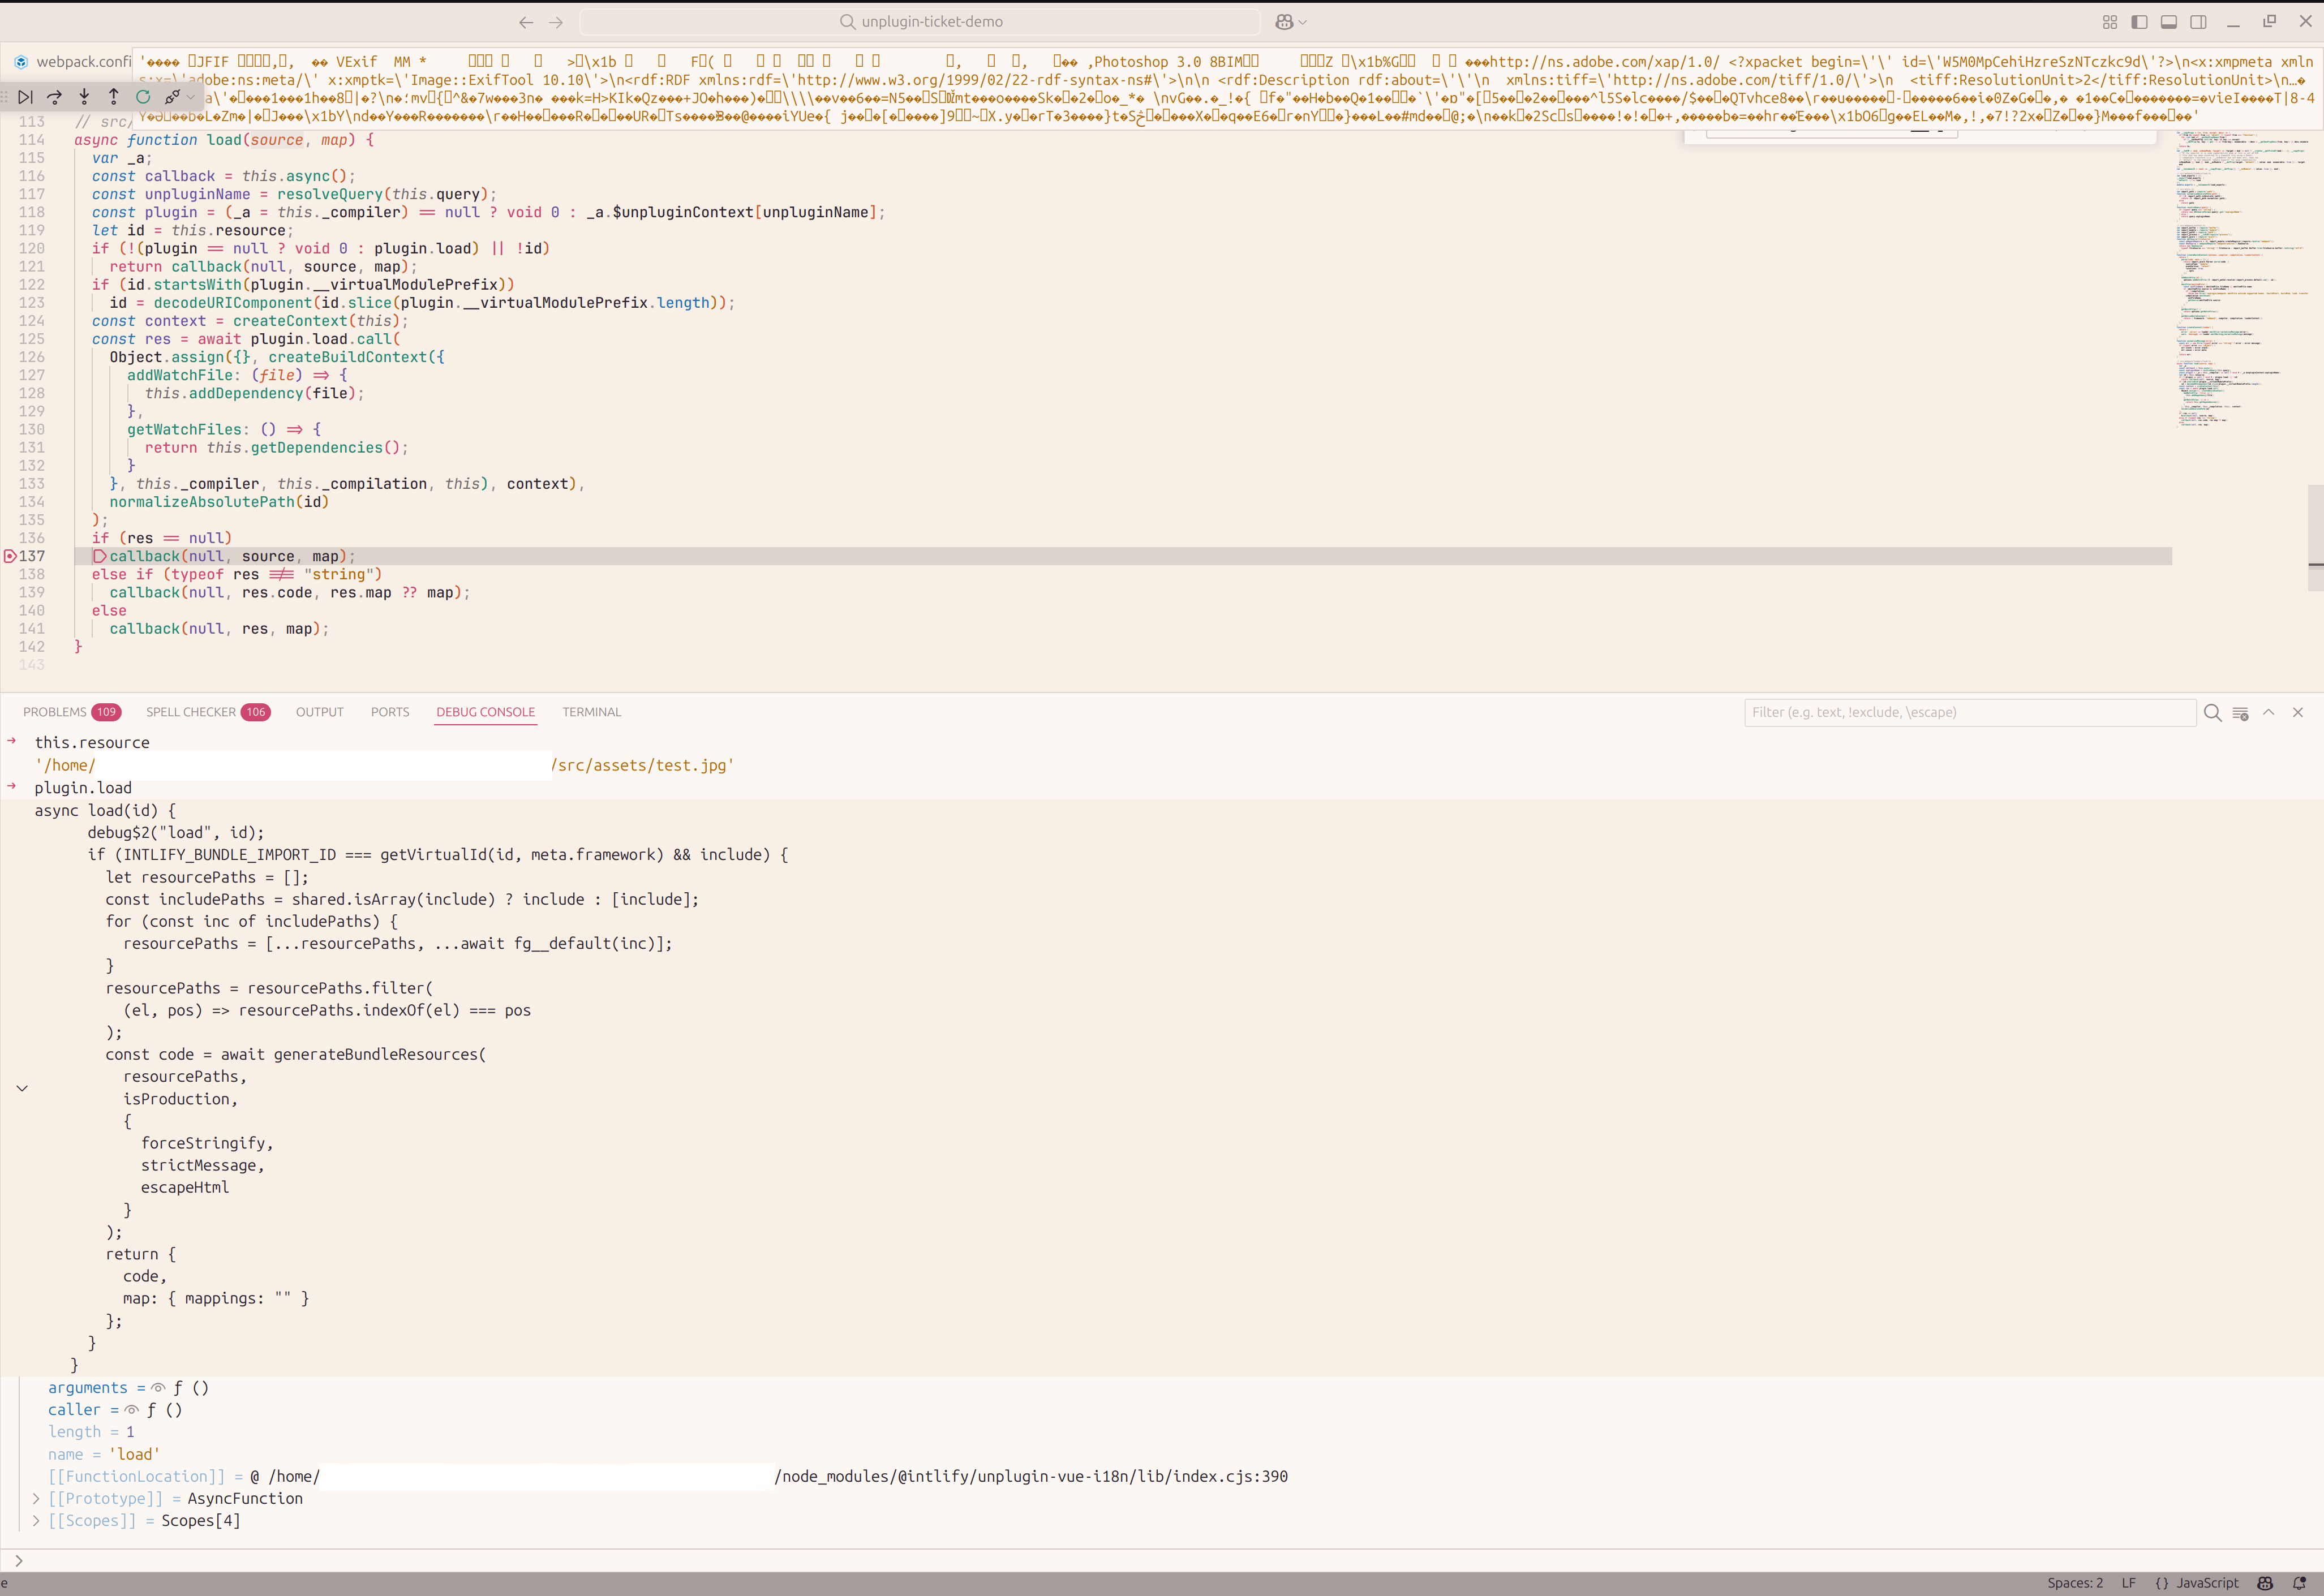 unplugin-ticket-demo
webpack.confi
JFIF
VExif MM *
Photoshop 3.0 8BIM
http://ns.adobe.com/xap/1.0/ <?xpacket begin=\'\' id=\'W5M0MpCehiHzreSzNTczkc9d\'?>\n<x:xmpmeta xmln
s:x=\'adobe:ns:meta/\' x:xmptk=\'Image::ExifTool 10.10\'>\n<rdf:RDF xmlns:rdf=\'http://www.w3.org/1999/02/22-rdf-syntax-ns#\'>\n\n <rdf:Description rdf:about=\'\'\n  xmlns:tiff=\'http://ns.adobe.com/tiff/1.0/\'>\n  <tiff:ResolutionUnit>2</tiff:ResolutionUnit>\n…
113 // src/
114 async function load(source, map) {
115 var _a;
116 const callback = this.async();
117 const unpluginName = resolveQuery(this.query);
118 const plugin = (_a = this._compiler) == null ? void 0 : _a.$unpluginContext[unpluginName];
119 let id = this.resource;
120 if (!(plugin == null ? void 0 : plugin.load) || !id)
121 return callback(null, source, map);
122 if (id.startsWith(plugin.__virtualModulePrefix))
123 id = decodeURIComponent(id.slice(plugin.__virtualModulePrefix.length));
124 const context = createContext(this);
125 const res = await plugin.load.call(
126 Object.assign({}, createBuildContext({
127 addWatchFile: (file) => {
128 this.addDependency(file);
129 },
130 getWatchFiles: () => {
131 return this.getDependencies();
132 }
133 }, this._compiler, this._compilation, this), context),
134 normalizeAbsolutePath(id)
135 );
136 if (res == null)
137 callback(null, source, map);
138 else if (typeof res !== "string")
139 callback(null, res.code, res.map ?? map);
140 else
141 callback(null, res, map);
142 }
143
PROBLEMS 109 SPELL CHECKER 106 OUTPUT PORTS DEBUG CONSOLE TERMINAL Filter (e.g. text, !exclude, \escape)
this.resource
'/home/ /src/assets/test.jpg'
plugin.load
async load(id) {
debug$2("load", id);
if (INTLIFY_BUNDLE_IMPORT_ID === getVirtualId(id, meta.framework) && include) {
let resourcePaths = [];
const includePaths = shared.isArray(include) ? include : [include];
for (const inc of includePaths) {
resourcePaths = [...resourcePaths, ...await fg__default(inc)];
}
resourcePaths = resourcePaths.filter(
(el, pos) => resourcePaths.indexOf(el) === pos
);
const code = await generateBundleResources(
resourcePaths,
isProduction,
{
forceStringify,
strictMessage,
escapeHtml
}
);
return {
code,
map: { mappings: "" }
};
}
}
arguments = ƒ ()
caller = ƒ ()
length = 1
name = 'load'
[[FunctionLocation]] = @ /home/ /node_modules/@intlify/unplugin-vue-i18n/lib/index.cjs:390
[[Prototype]] = AsyncFunction
[[Scopes]] = Scopes[4]
e Spaces: 2 LF {} JavaScript